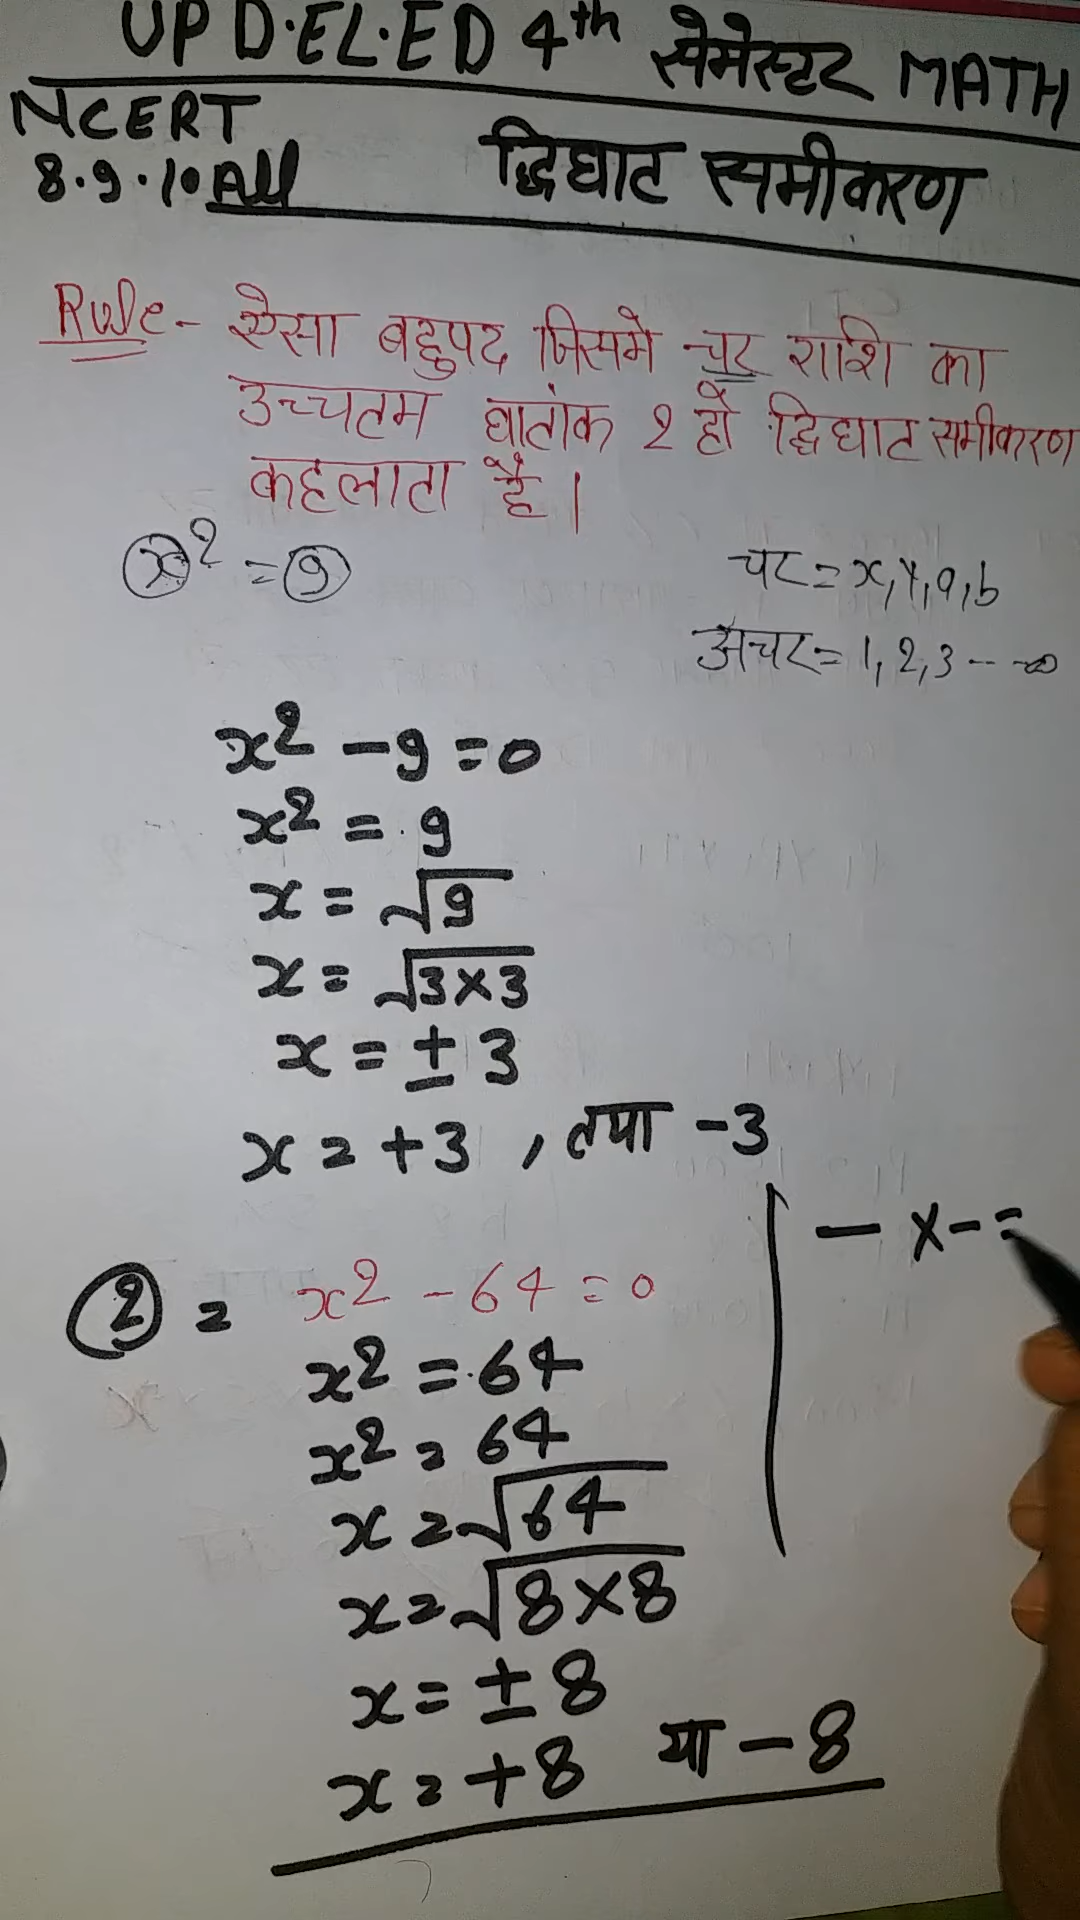 UP D.EL.ED 4th सेमेस्टर MATH
NCERT
8.9.10 All
द्विघात समीकरण
Rule - ऐसा बहुपद जिसमे चर राशि का
उच्चतम घातांक 2 हो द्विघात समीकरण
कहलाता है।
x² = 9
चर = x, y, a, b
अचर = 1, 2, 3 -- ∞
x² - 9 = 0
x² = 9
x = √9
x = √3×3
x = ± 3
x = +3 , तथा -3
- x - =
② = x² - 64 = 0
x² = 64
x² = 64
x = √64
x = √8×8
x = ± 8
x = +8 या - 8